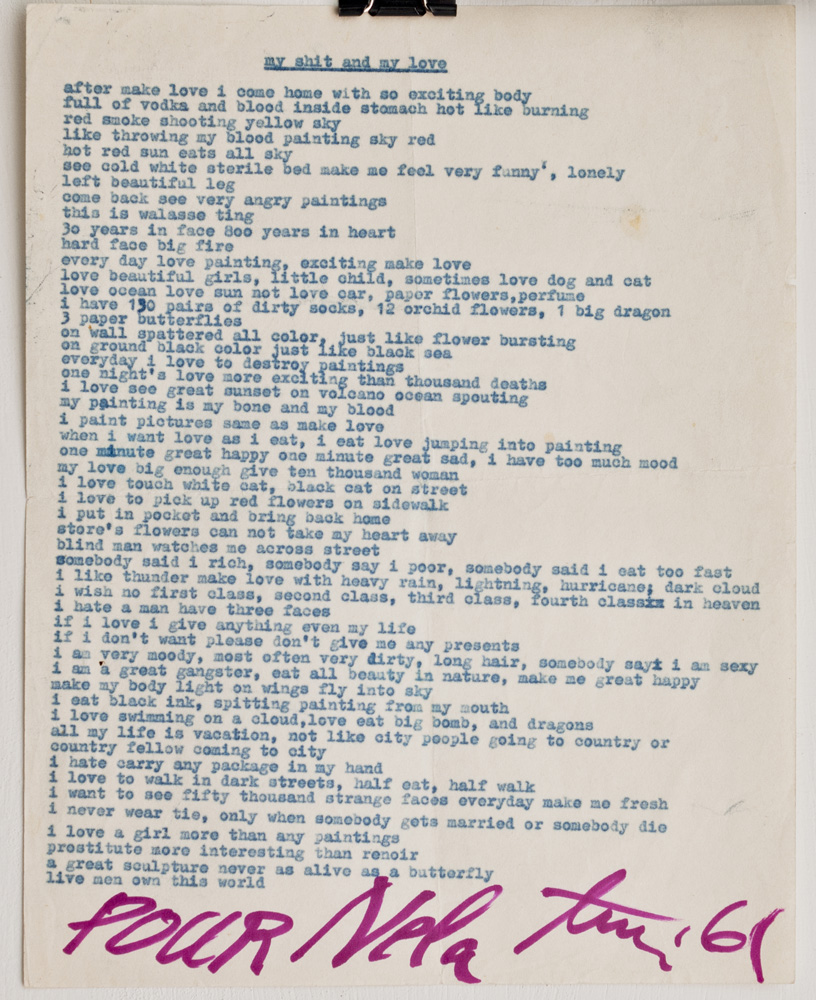 my shit and my love
after make love i come home with so exciting body
full of vodka and blood inside stomach hot like burning
red smoke shooting yellow sky
like throwing my blood painting sky red
hot red sun eats all sky
see cold white sterile bed make me feel very funny', lonely
left beautiful leg
come back see very angry paintings
this is walasse ting
30 years in face 800 years in heart
hard face big fire
every day love painting, exciting make love
love beautiful girls, little child, sometimes love dog and cat
love ocean love sun not love car, paper flowers,perfume
i have 130 pairs of dirty socks, 12 orchid flowers, 1 big dragon
3 paper butterflies
on wall spattered all color, just like flower bursting
on ground black color just like black sea
everyday i love to destroy paintings
one night's love more exciting than thousand deaths
i love see great sunset on volcano ocean spouting
my painting is my bone and my blood
i paint pictures same as make love
when i want love as i eat, i eat love jumping into painting
one minute great happy one minute great sad, i have too much mood
my love big enough give ten thousand woman
i love touch white cat, black cat on street
i love to pick up red flowers on sidewalk
i put in pocket and bring back home
store's flowers can not take my heart away
blind man watches me across street
somebody said i rich, somebody say i poor, somebody said i eat too fast
i like thunder make love with heavy rain, lightning, hurricane; dark cloud
i wish no first class, second class, third class, fourth classxx in heaven
i hate a man have three faces
if i love i give anything even my life
if i don't want please don't give me any presents
i am very moody, most often very dirty, long hair, somebody say i am sexy
i am a great gangster, eat all beauty in nature, make me great happy
make my body light on wings fly into sky
i eat black ink, spitting painting from my mouth
i love swimming on a cloud,love eat big bomb, and dragons
all my life is vacation, not like city people going to country or
country fellow coming to city
i hate carry any package in my hand
i love to walk in dark streets, half eat, half walk
i want to see fifty thousand strange faces everyday make me fresh
i never wear tie, only when somebody gets married or somebody die
i love a girl more than any paintings
prostitute more interesting than renoir
a great sculpture never as alive as a butterfly
live men own this world
POUR Nela ting '61